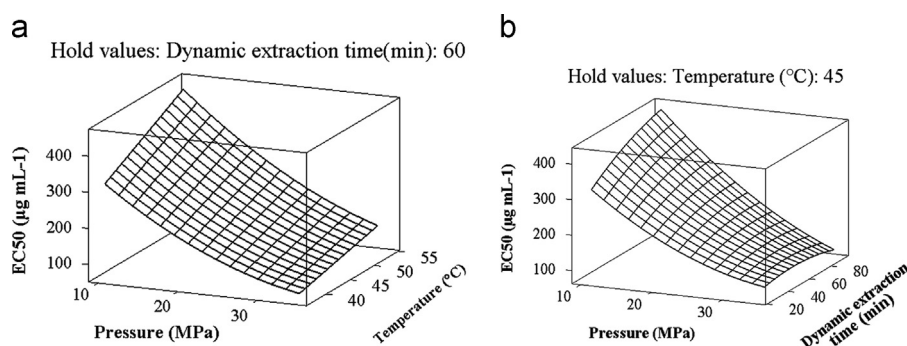 a
Hold values: Dynamic extraction time(min): 60
EC50 (μg mL-1)
400
300
200
100
10
20
30
Pressure (MPa)
40
45
50
55
Temperature (°C)
b
Hold values: Temperature (°C): 45
EC50 (μg mL-1)
400
300
200
100
10
20
30
Pressure (MPa)
20
40
60
80
Dynamic extraction
time (min)